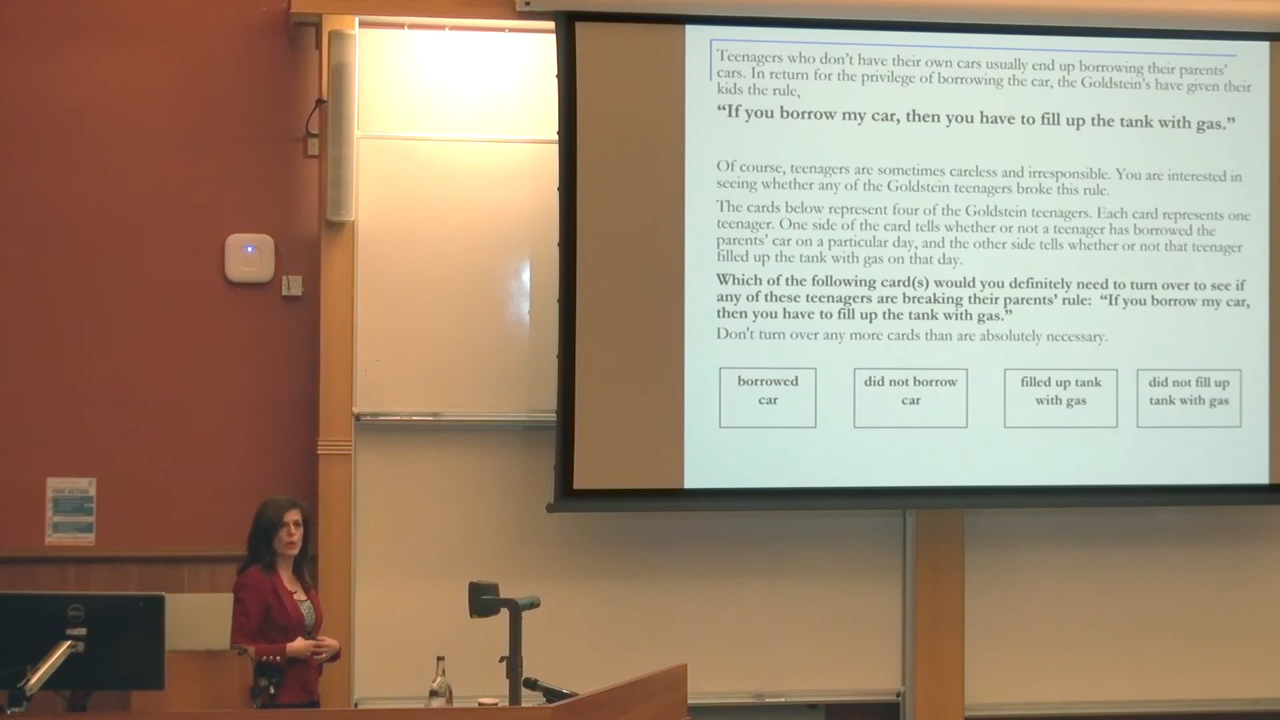 Teenagers who don't have their own cars usually end up borrowing their parents'
cars. In return for the privilege of borrowing the car, the Goldstein's have given their
kids the rule,
“If you borrow my car, then you have to fill up the tank with gas.”
Of course, teenagers are sometimes careless and irresponsible. You are interested in
seeing whether any of the Goldstein teenagers broke this rule.
The cards below represent four of the Goldstein teenagers. Each card represents one
teenager. One side of the card tells whether or not a teenager has borrowed the
parents' car on a particular day, and the other side tells whether or not that teenager
filled up the tank with gas on that day.
Which of the following card(s) would you definitely need to turn over to see if
any of these teenagers are breaking their parents' rule: “If you borrow my car,
then you have to fill up the tank with gas.”
Don't turn over any more cards than are absolutely necessary.
borrowed
car
did not borrow
car
filled up tank
with gas
did not fill up
tank with gas
FIRE ACTION
DELL